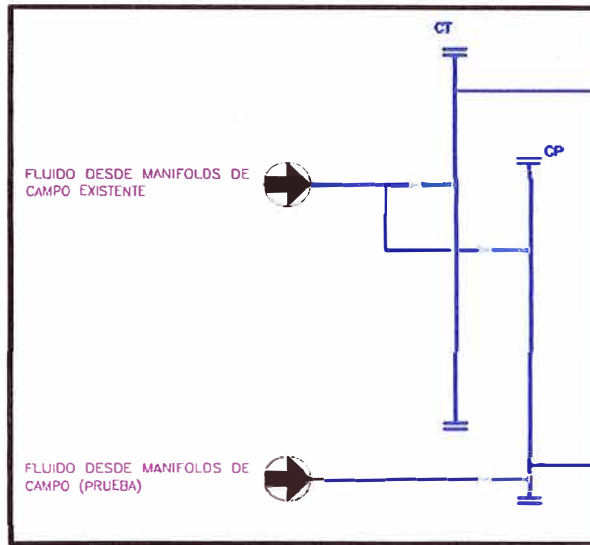 CT
CP
FLUIDO DESDE MANIFOLDS DE
CAMPO EXISTENTE
FLUIDO DESDE MANIFOLDS DE
CAMPO (PRUEBA)